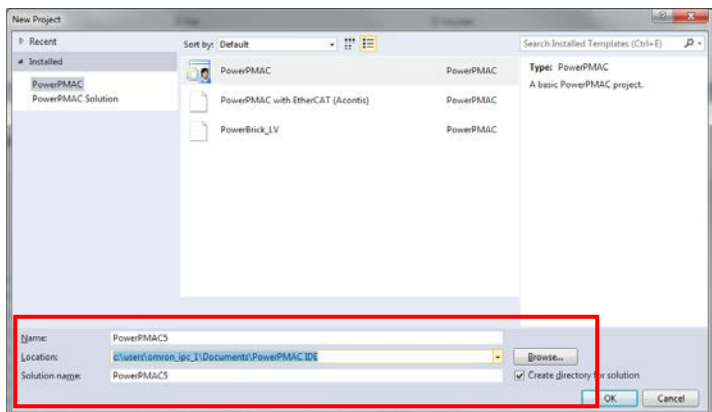 New Project
Recent
Installed
PowerPMAC
PowerPMAC Solution
Sort by: Default
PowerPMAC PowerPMAC
PowerPMAC with EtherCAT (Acontis) PowerPMAC
PowerBrick_LV PowerPMAC
Search Installed Templates (Ctrl+E)
Type: PowerPMAC
A basic PowerPMAC project.
Name: PowerPMAC5
Location: c:\users\omron_ipc_1\Documents\PowerPMAC IDE Browse...
Solution name: PowerPMAC5 Create directory for solution
OK Cancel